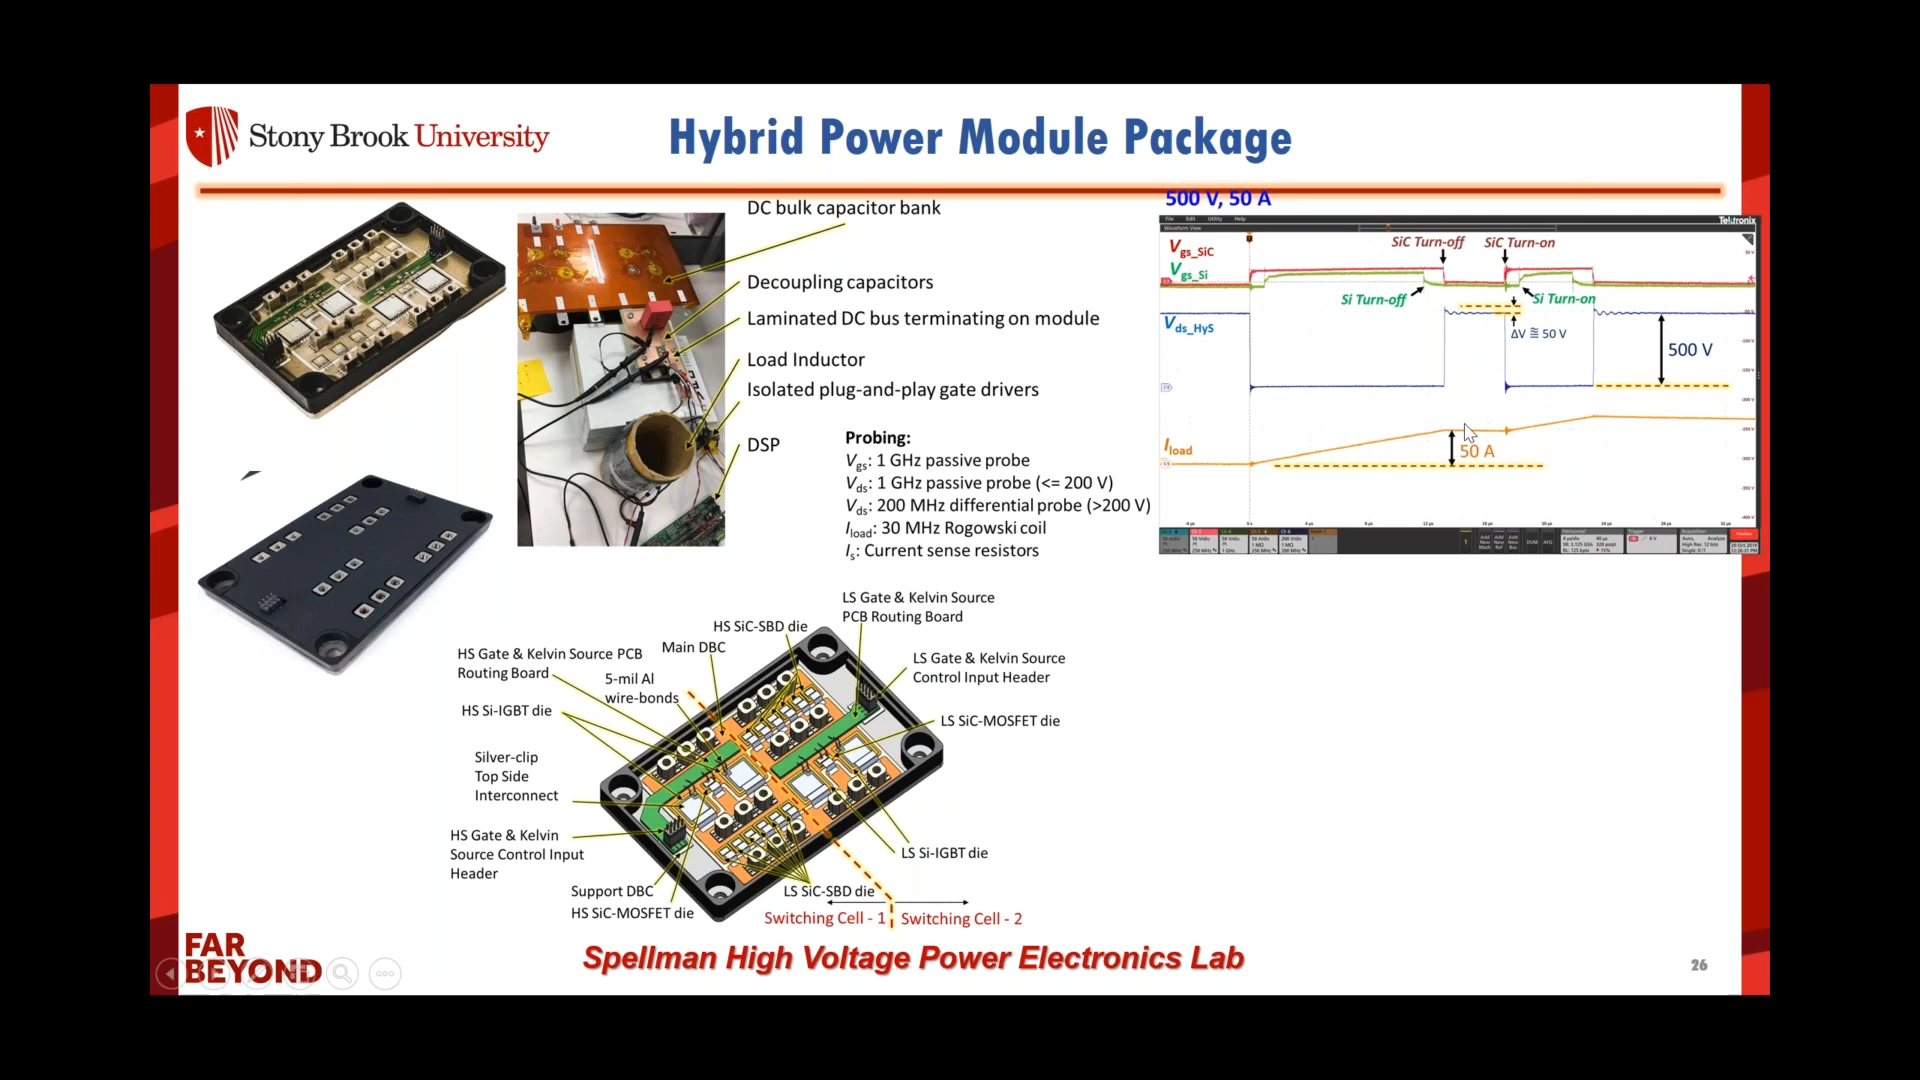 Stony Brook University
Hybrid Power Module Package
500 V, 50 A
DC bulk capacitor bank
Decoupling capacitors
Laminated DC bus terminating on module
Load Inductor
Isolated plug-and-play gate drivers
DSP
Probing:
Vgs: 1 GHz passive probe
Vds: 1 GHz passive probe (<= 200 V)
Vds: 200 MHz differential probe (>200 V)
Iload: 30 MHz Rogowski coil
Is: Current sense resistors
File Edit Utility Help
Tektronix
Waveform View
Vgs_SiC
Vgs_Si
SiC Turn-off
SiC Turn-on
Si Turn-off
Si Turn-on
Vds_HyS
ΔV ≅ 50 V
500 V
Iload
50 A
LS Gate & Kelvin Source
PCB Routing Board
HS SiC-SBD die
Main DBC
HS Gate & Kelvin Source PCB
Routing Board
5-mil Al
wire-bonds
HS Si-IGBT die
Silver-clip
Top Side
Interconnect
HS Gate & Kelvin
Source Control Input
Header
Support DBC
HS SiC-MOSFET die
LS Gate & Kelvin Source
Control Input Header
LS SiC-MOSFET die
LS Si-IGBT die
LS SiC-SBD die
Switching Cell - 1
Switching Cell - 2
FAR
BEYOND
Spellman High Voltage Power Electronics Lab
26